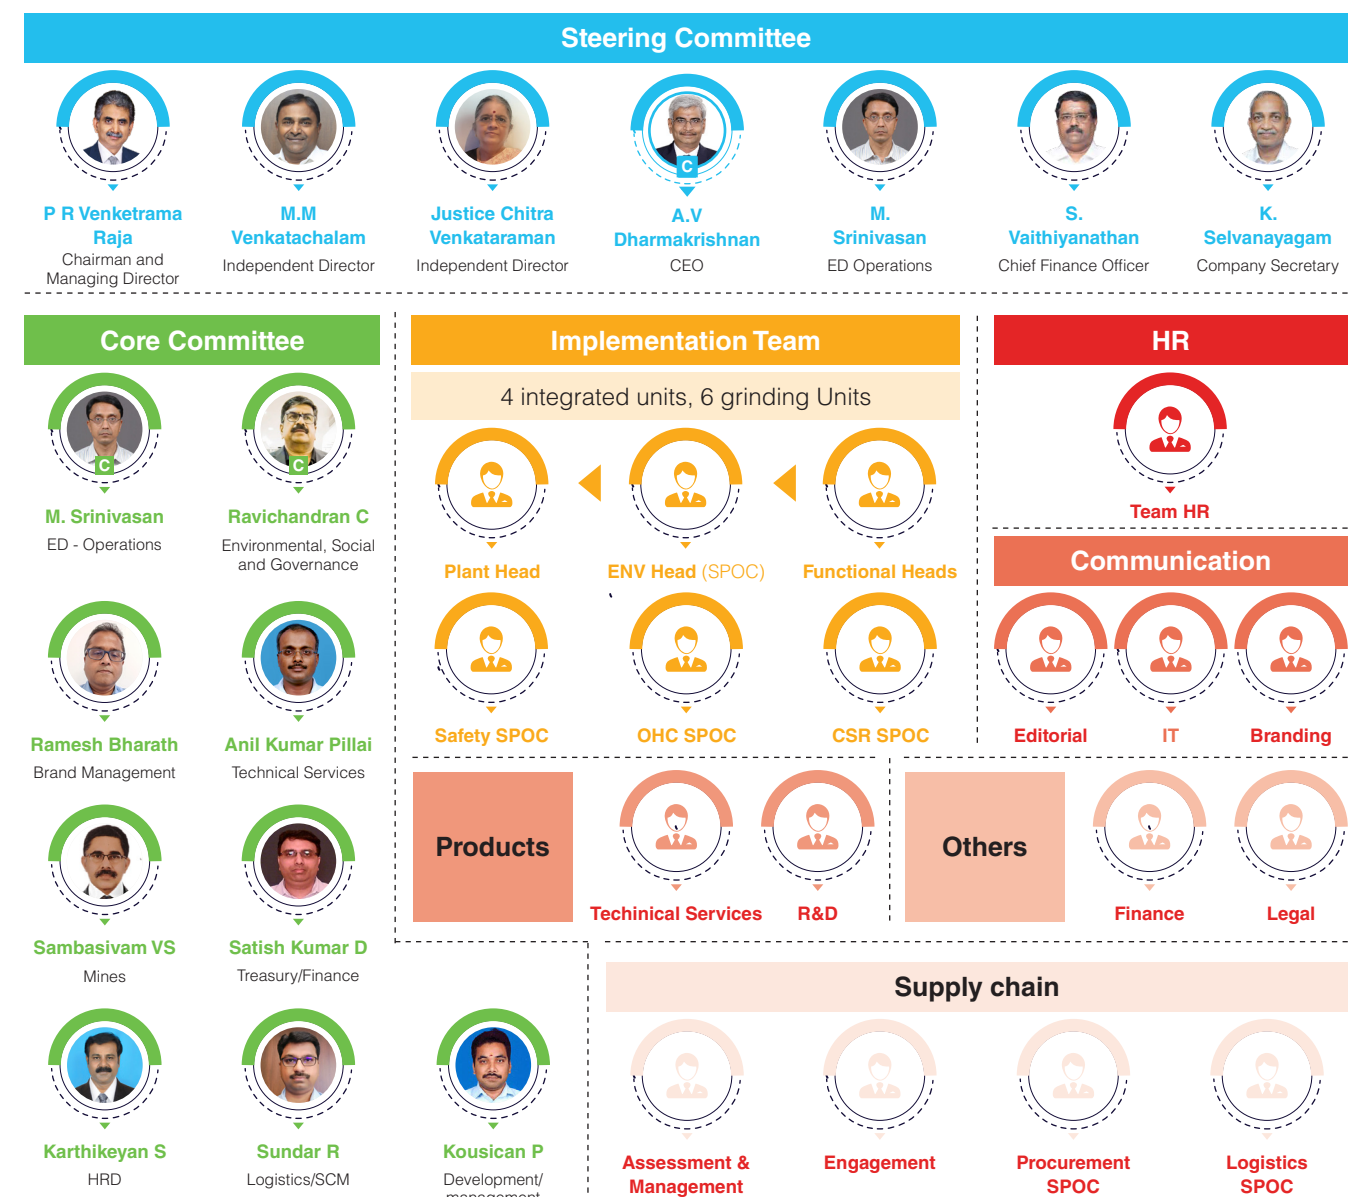 Steering Committee
C
P R Venketrama
Raja
Chairman and
Managing Director
M.M
Venkatachalam
Independent Director
Justice Chitra
Venkataraman
Independent Director
A.V
Dharmakrishnan
CEO
M.
Srinivasan
ED Operations
S.
Vaithiyanathan
Chief Finance Officer
K.
Selvanayagam
Company Secretary
Core Committee
C
M. Srinivasan
ED - Operations
C
Ravichandran C
Environmental, Social
and Governance
Ramesh Bharath
Brand Management
Anil Kumar Pillai
Technical Services
Sambasivam VS
Mines
Satish Kumar D
Treasury/Finance
Karthikeyan S
HRD
Sundar R
Logistics/SCM
Kousican P
Development/
management
Implementation Team
4 integrated units, 6 grinding Units
Plant Head
ENV Head (SPOC)
Functional Heads
Safety SPOC
OHC SPOC
CSR SPOC
HR
Team HR
Communication
Editorial
IT
Branding
Products
Techinical Services
R&D
Others
Finance
Legal
Supply chain
Assessment &
Management
Engagement
Procurement
SPOC
Logistics
SPOC